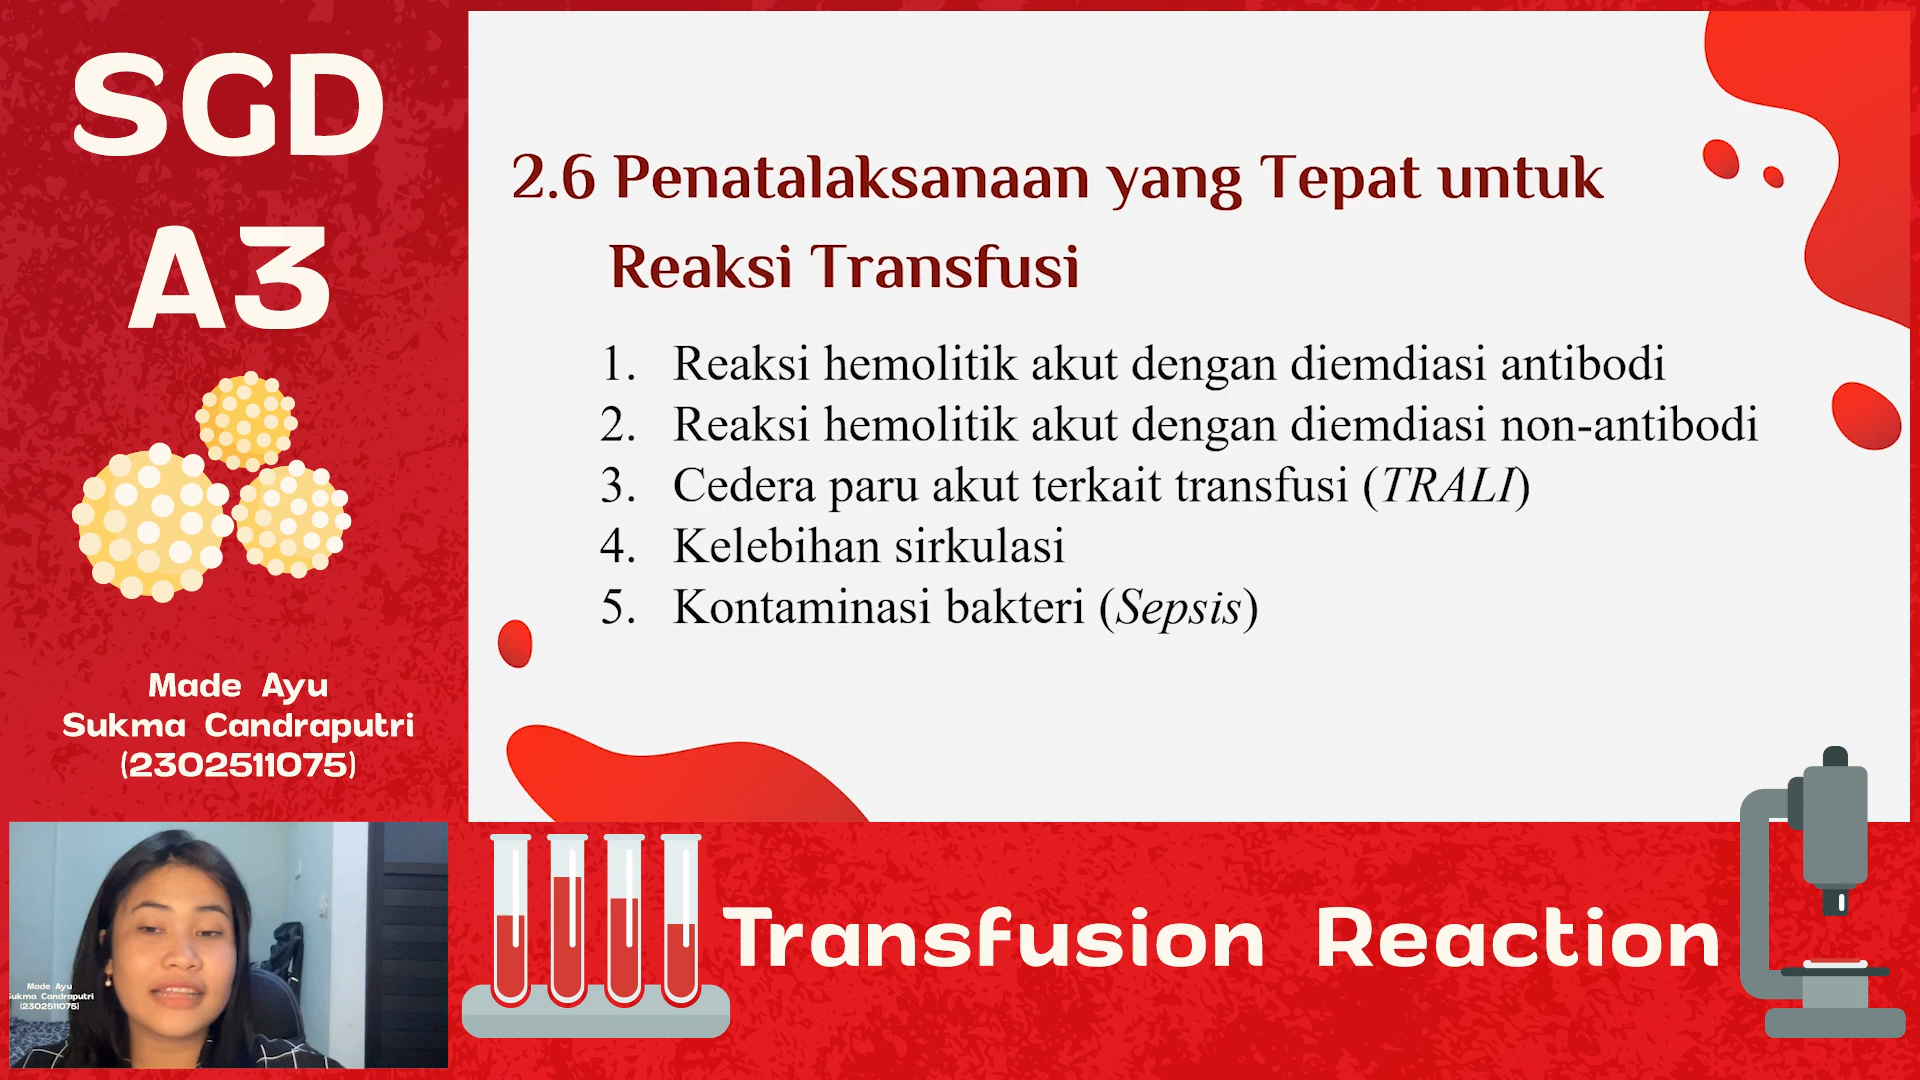 SGD
A3
Made Ayu
Sukma Candraputri
(2302511075)
2.6 Penatalaksanaan yang Tepat untuk
Reaksi Transfusi
1. Reaksi hemolitik akut dengan diemdiasi antibodi
2. Reaksi hemolitik akut dengan diemdiasi non-antibodi
3. Cedera paru akut terkait transfusi (TRALI)
4. Kelebihan sirkulasi
5. Kontaminasi bakteri (Sepsis)
Made Ayu
Sukma Candraputri
(2302511075)
Transfusion Reaction